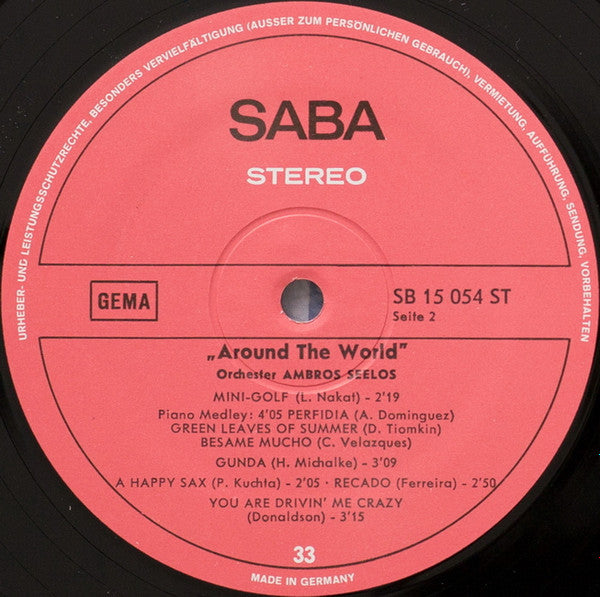 URHEBER- UND LEISTUNGSSCHUTZRECHTE, BESONDERS VERVIELFÄLTIGUNG (AUSSER ZUM PERSÖNLICHEN GEBRAUCH), VERMIETUNG, AUFFÜHRUNG, SENDUNG, VORBEHALTEN
SABA
STEREO
GEMA
SB 15 054 ST
Seite 2
„Around The World”
Orchester AMBROS SEELOS
MINI-GOLF (L. Nakat) - 2'19
Piano Medley: 4'05 PERFIDIA (A. Dominguez)
GREEN LEAVES OF SUMMER (D. Tiomkin)
BESAME MUCHO (C. Velazques)
GUNDA (H. Michalke) - 3'09
A HAPPY SAX (P. Kuchta) - 2'05 · RECADO (Ferreira) - 2'50
YOU ARE DRIVIN' ME CRAZY
(Donaldson) - 3'15
33
MADE IN GERMANY